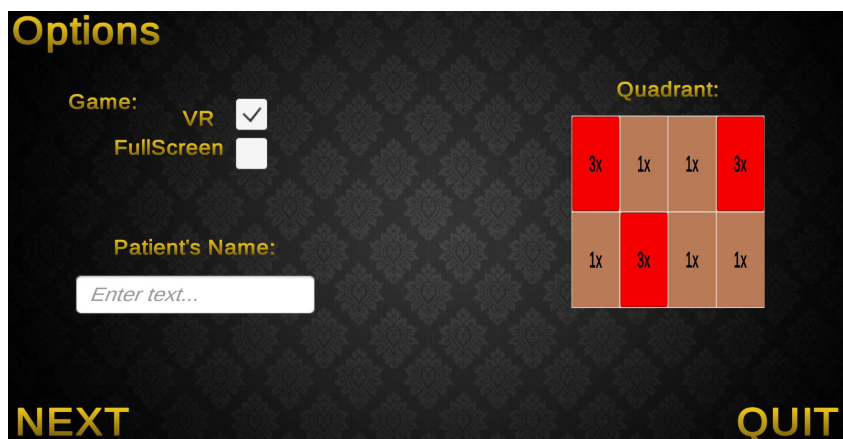 Options
Game:
VR
FullScreen
Patient's Name:
Enter text...
Quadrant:
3x 1x 1x 3x
1x 3x 1x 1x
NEXT
QUIT